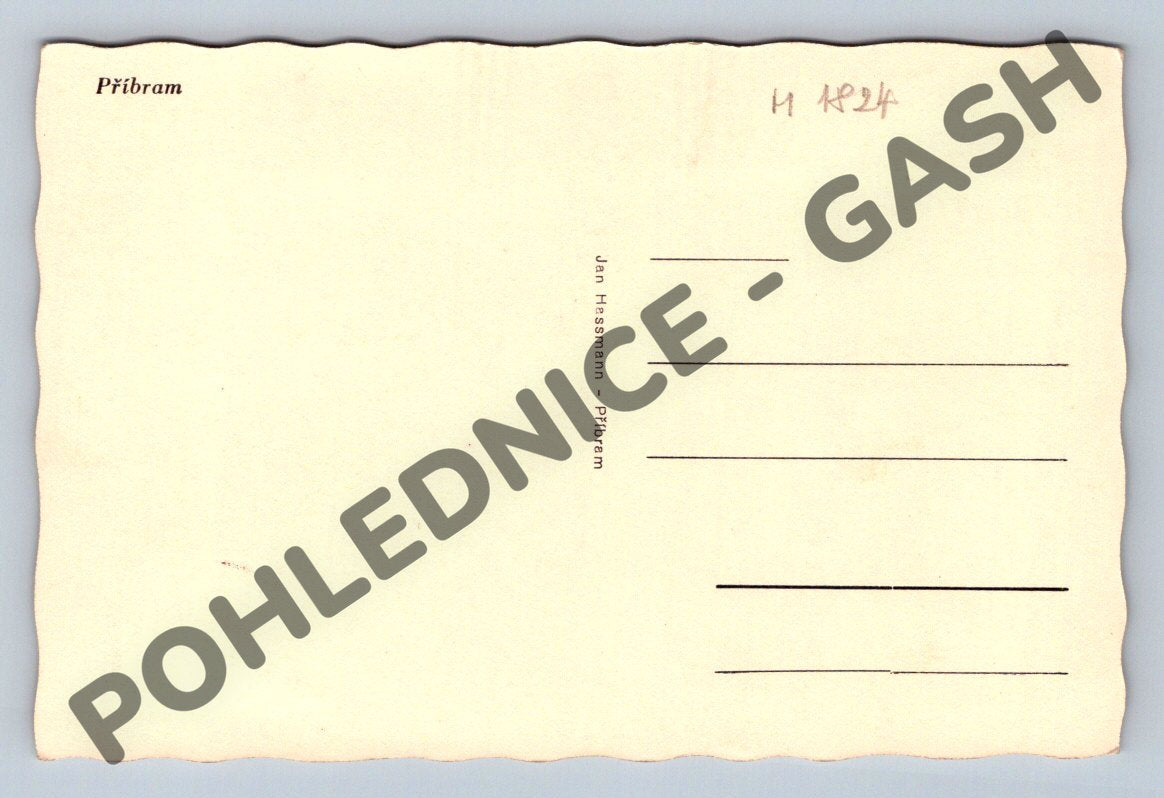 Příbram
H 1824
Jan Hessmann - Příbram
POHLEDNICE - GASH